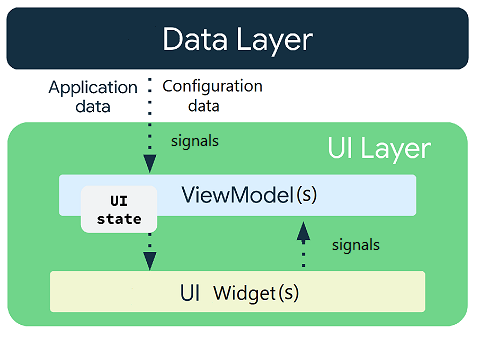 Data Layer
Application Configuration
data data
signals
UI Layer
ViewModel(s)
UI
state
signals
UI Widget(s)